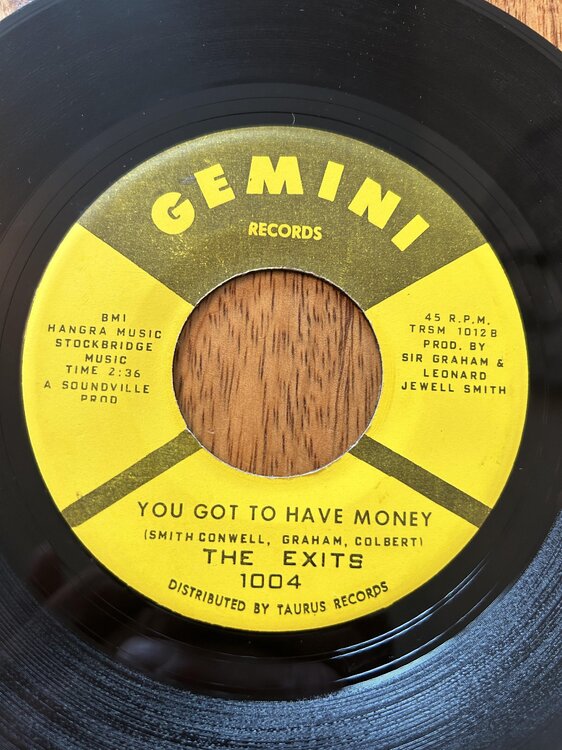 GEMINI
RECORDS
BMI
HANGRA MUSIC
STOCKBRIDGE
MUSIC
TIME 2:36
A SOUNDVILLE
PROD
45 R.P.M.
TRSM 1012B
PROD. BY
SIR GRAHAM &
LEONARD
JEWELL SMITH
YOU GOT TO HAVE MONEY
(SMITH CONWELL, GRAHAM, COLBERT)
THE EXITS
1004
DISTRIBUTED BY TAURUS RECORDS